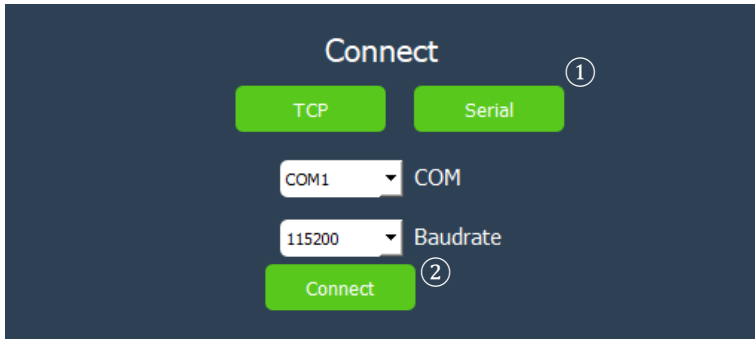 Connect
①
TCP Serial
COM1 COM
115200 Baudrate
Connect ②